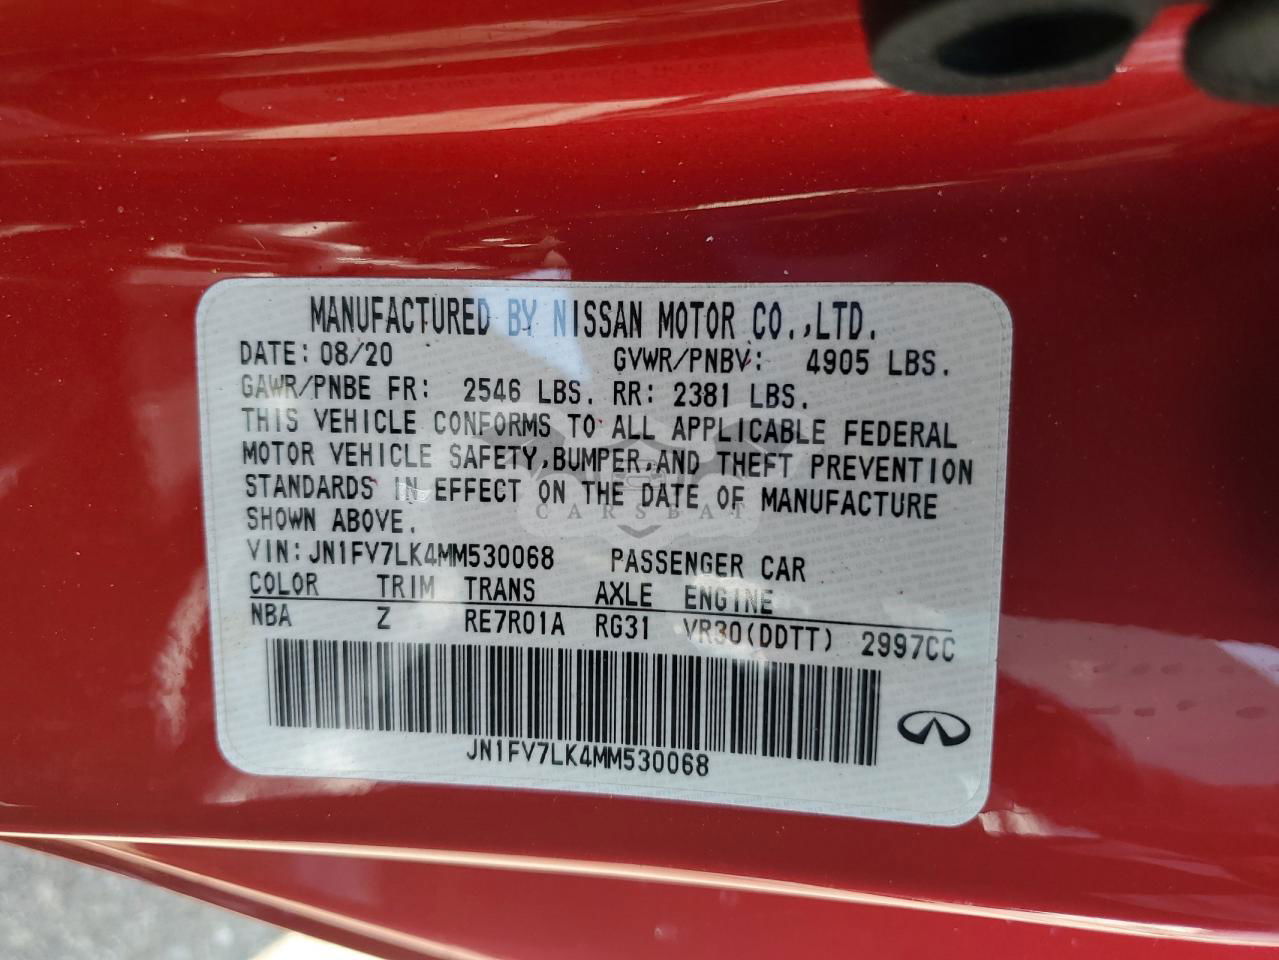 MANUFACTURED BY NISSAN MOTOR CO.,LTD.
DATE: 08/20 GVWR/PNBV: 4905 LBS.
GAWR/PNBE FR: 2546 LBS. RR: 2381 LBS.
THIS VEHICLE CONFORMS TO ALL APPLICABLE FEDERAL
MOTOR VEHICLE SAFETY,BUMPER,AND THEFT PREVENTION
STANDARDS IN EFFECT ON THE DATE OF MANUFACTURE
CARSBAT
SHOWN ABOVE.
VIN: JN1FV7LK4MM530068 PASSENGER CAR
COLOR TRIM TRANS AXLE ENGINE
NBA Z RE7R01A RG31 VR30(DDTT) 2997CC
JN1FV7LK4MM530068